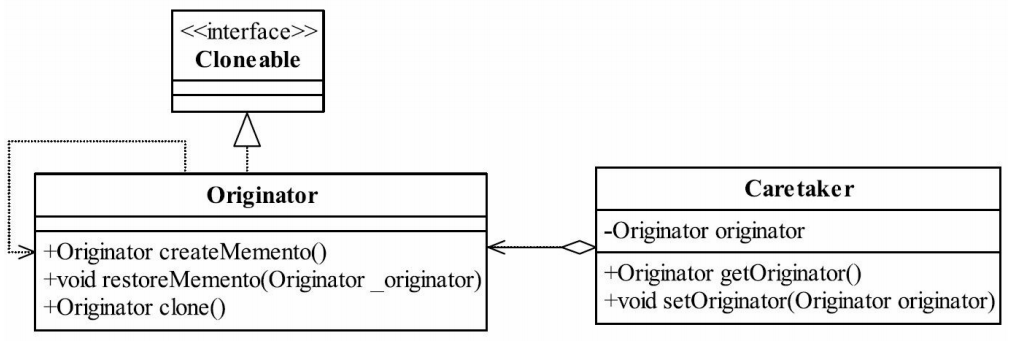 <<interface>>
Cloneable
Originator
+Originator createMemento()
+void restoreMemento(Originator _originator)
+Originator clone()
Caretaker
-Originator originator
+Originator getOriginator()
+void setOriginator(Originator originator)